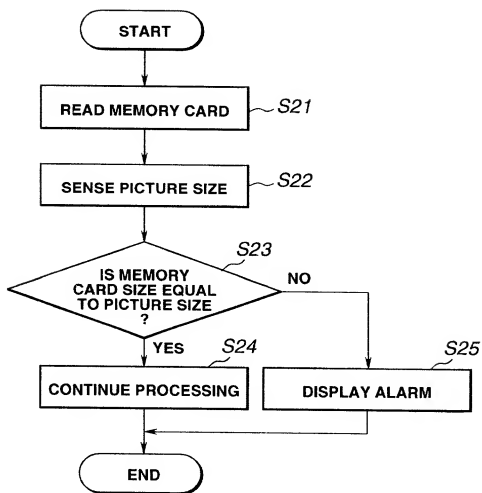 START
READ MEMORY CARD
S21
SENSE PICTURE SIZE
S22
S23
IS MEMORY
CARD SIZE EQUAL
TO PICTURE SIZE
?
NO
YES
S24
CONTINUE PROCESSING
S25
DISPLAY ALARM
END